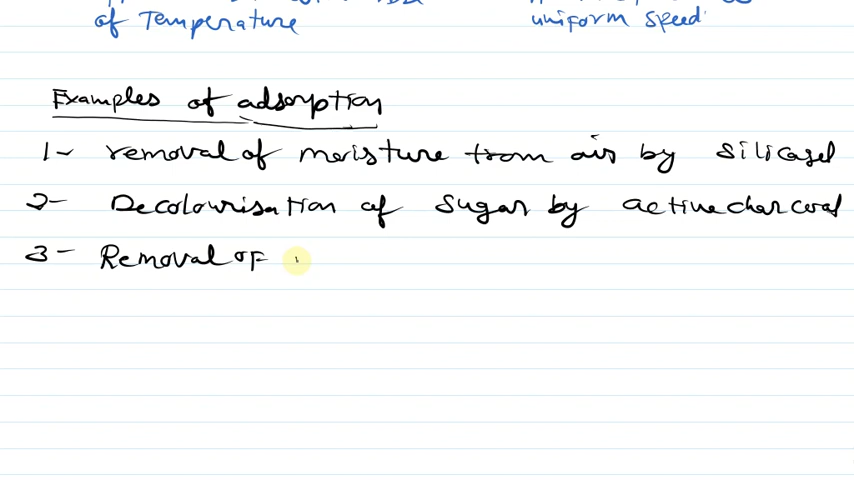 of Temperature uniform speed
Examples of adsorption
1- removal of moisture from air by silicagel
2- Decolourisation of sugar by active charcoal
3- Removal of